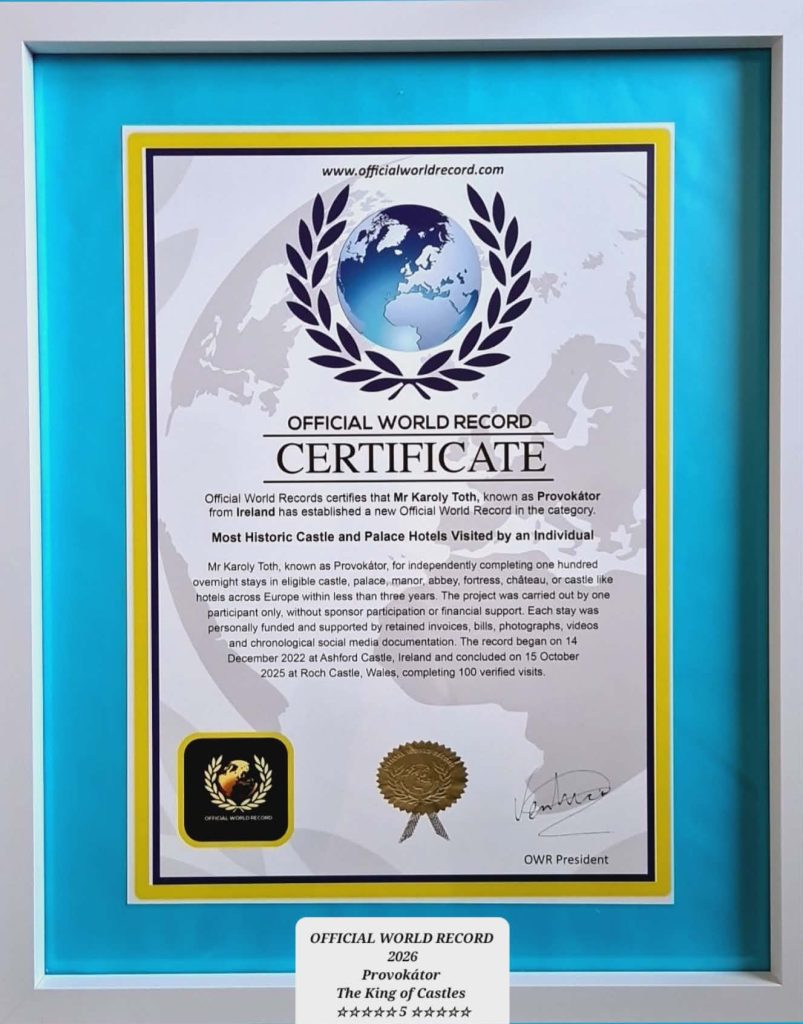 www.officialworldrecord.com
OFFICIAL WORLD RECORD
CERTIFICATE
Official World Records certifies that Mr Karoly Toth, known as Provokátor
from Ireland has established a new Official World Record in the category.
Most Historic Castle and Palace Hotels Visited by an Individual
Mr Karoly Toth, known as Provokátor, for independently completing one hundred
overnight stays in eligible castle, palace, manor, abbey, fortress, château, or castle like
hotels across Europe within less than three years. The project was carried out by one
participant only, without sponsor participation or financial support. Each stay was
personally funded and supported by retained invoices, bills, photographs, videos
and chronological social media documentation. The record began on 14
December 2022 at Ashford Castle, Ireland and concluded on 15 October
2025 at Roch Castle, Wales, completing 100 verified visits.
OFFICIAL WORLD RECORD
OWR President
OFFICIAL WORLD RECORD
2026
Provokátor
The King of Castles
☆☆☆☆☆ 5 ☆☆☆☆☆